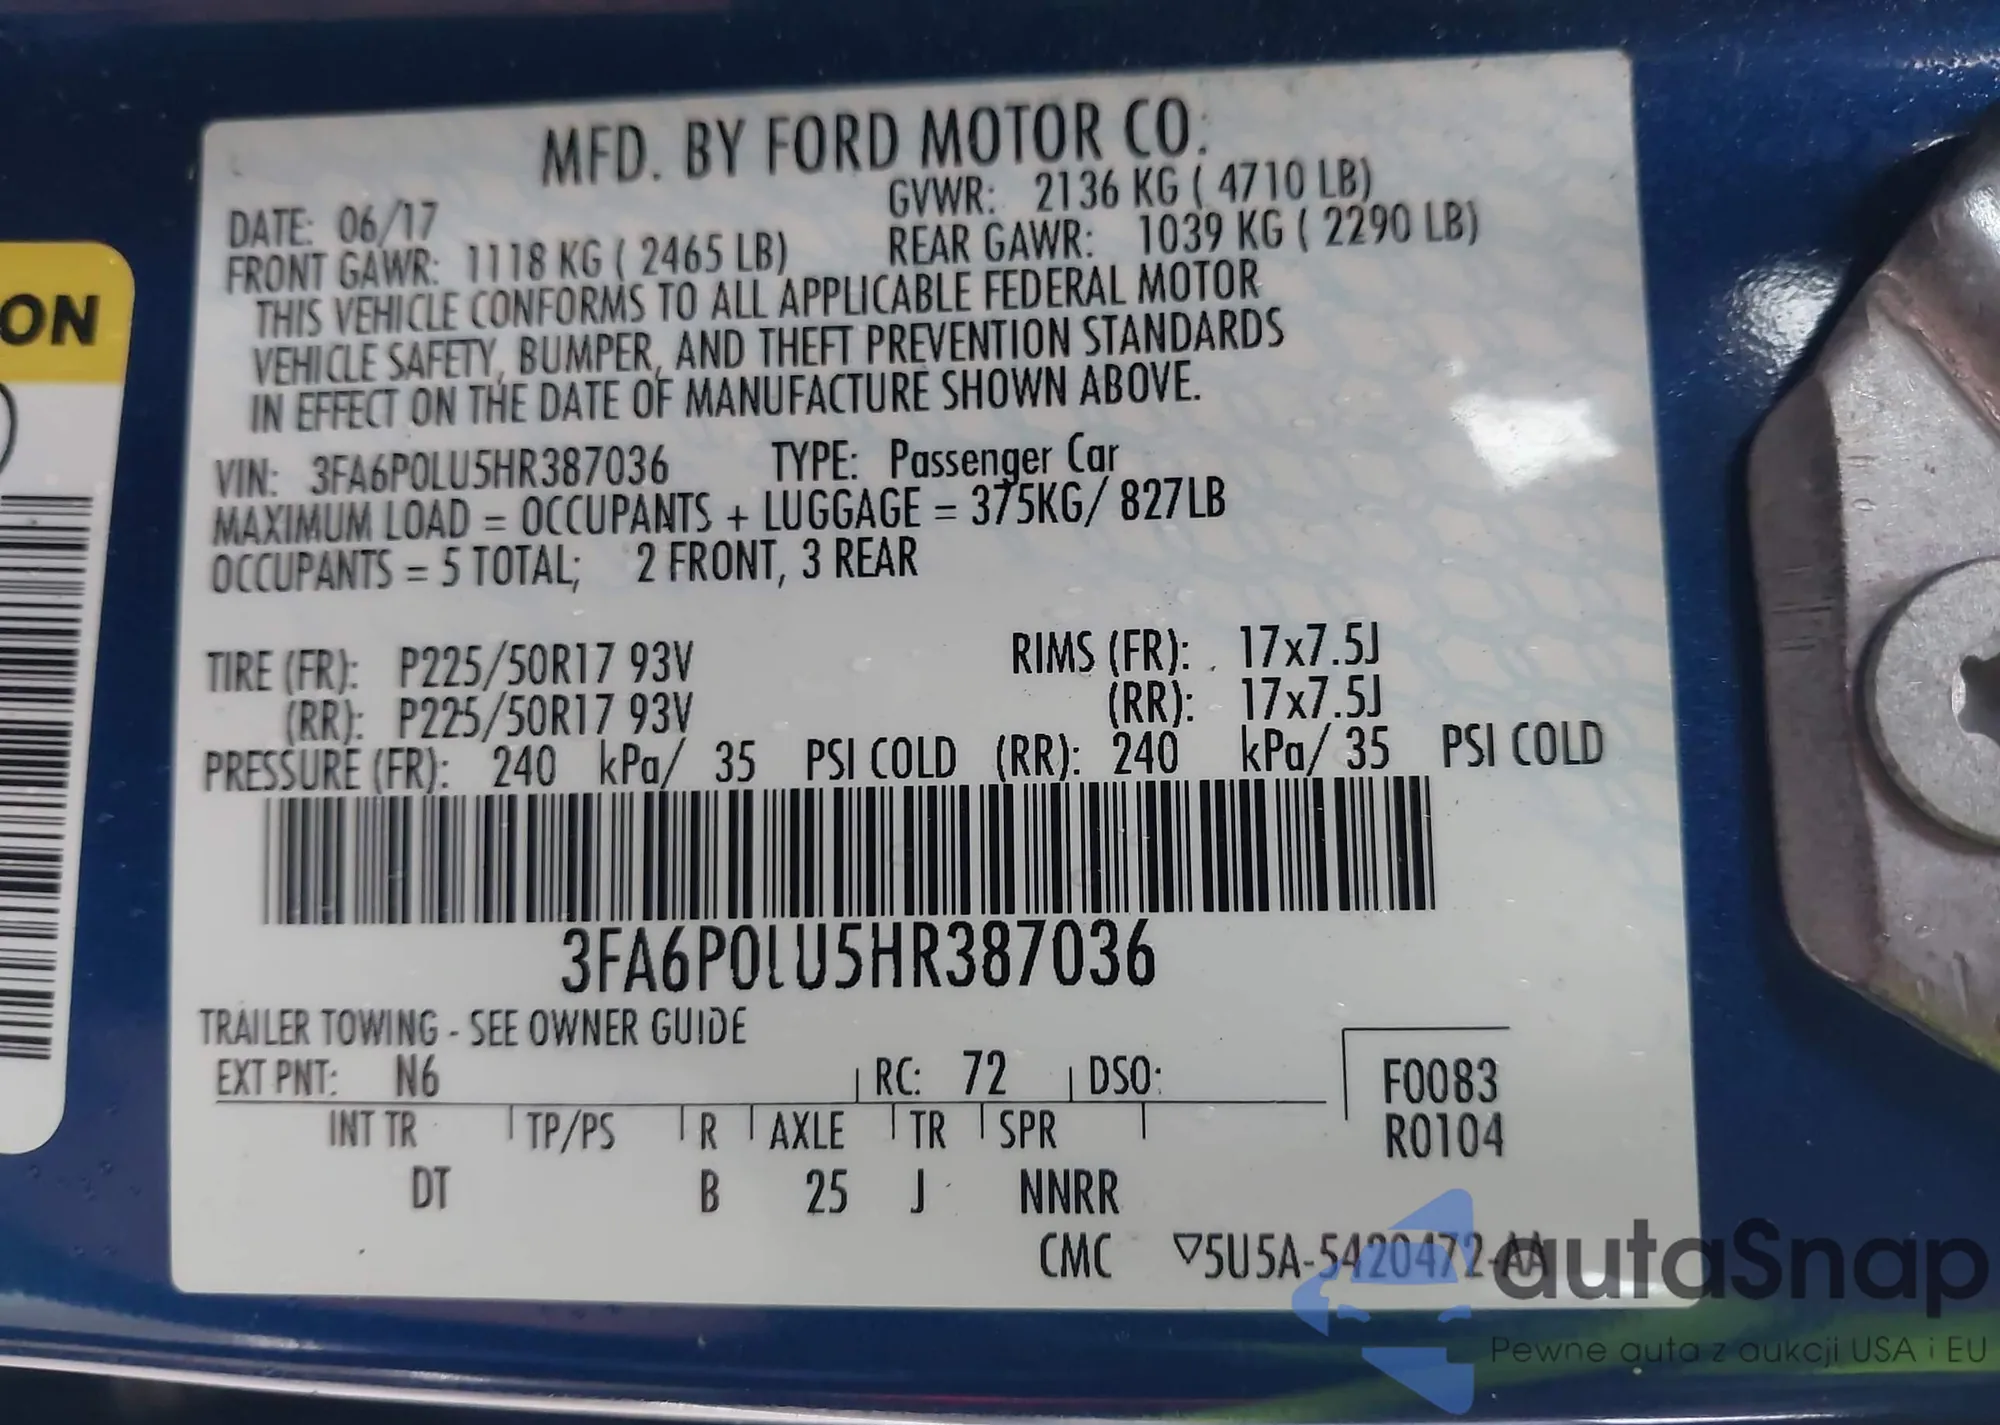 MFD. BY FORD MOTOR CO.
DATE: 06/17 GVWR: 2136 KG ( 4710 LB)
FRONT GAWR: 1118 KG ( 2465 LB) REAR GAWR: 1039 KG ( 2290 LB)
THIS VEHICLE CONFORMS TO ALL APPLICABLE FEDERAL MOTOR
VEHICLE SAFETY, BUMPER, AND THEFT PREVENTION STANDARDS
IN EFFECT ON THE DATE OF MANUFACTURE SHOWN ABOVE.
VIN: 3FA6P0LU5HR387036 TYPE: Passenger Car
MAXIMUM LOAD = OCCUPANTS + LUGGAGE = 375KG/ 827LB
OCCUPANTS = 5 TOTAL; 2 FRONT, 3 REAR
TIRE (FR): P225/50R17 93V RIMS (FR): 17x7.5J
(RR): P225/50R17 93V (RR): 17x7.5J
PRESSURE (FR): 240 kPa/ 35 PSI COLD (RR): 240 kPa/ 35 PSI COLD
3FA6P0LU5HR387036
TRAILER TOWING - SEE OWNER GUIDE
EXT PNT: N6 RC: 72 DSO: F0083
INT TR TP/PS R AXLE TR SPR R0104
DT B 25 J NNRR
CMC ▽5U5A-5420472-AA
ON
autaSnap
Pewne auta z aukcji USA i EU